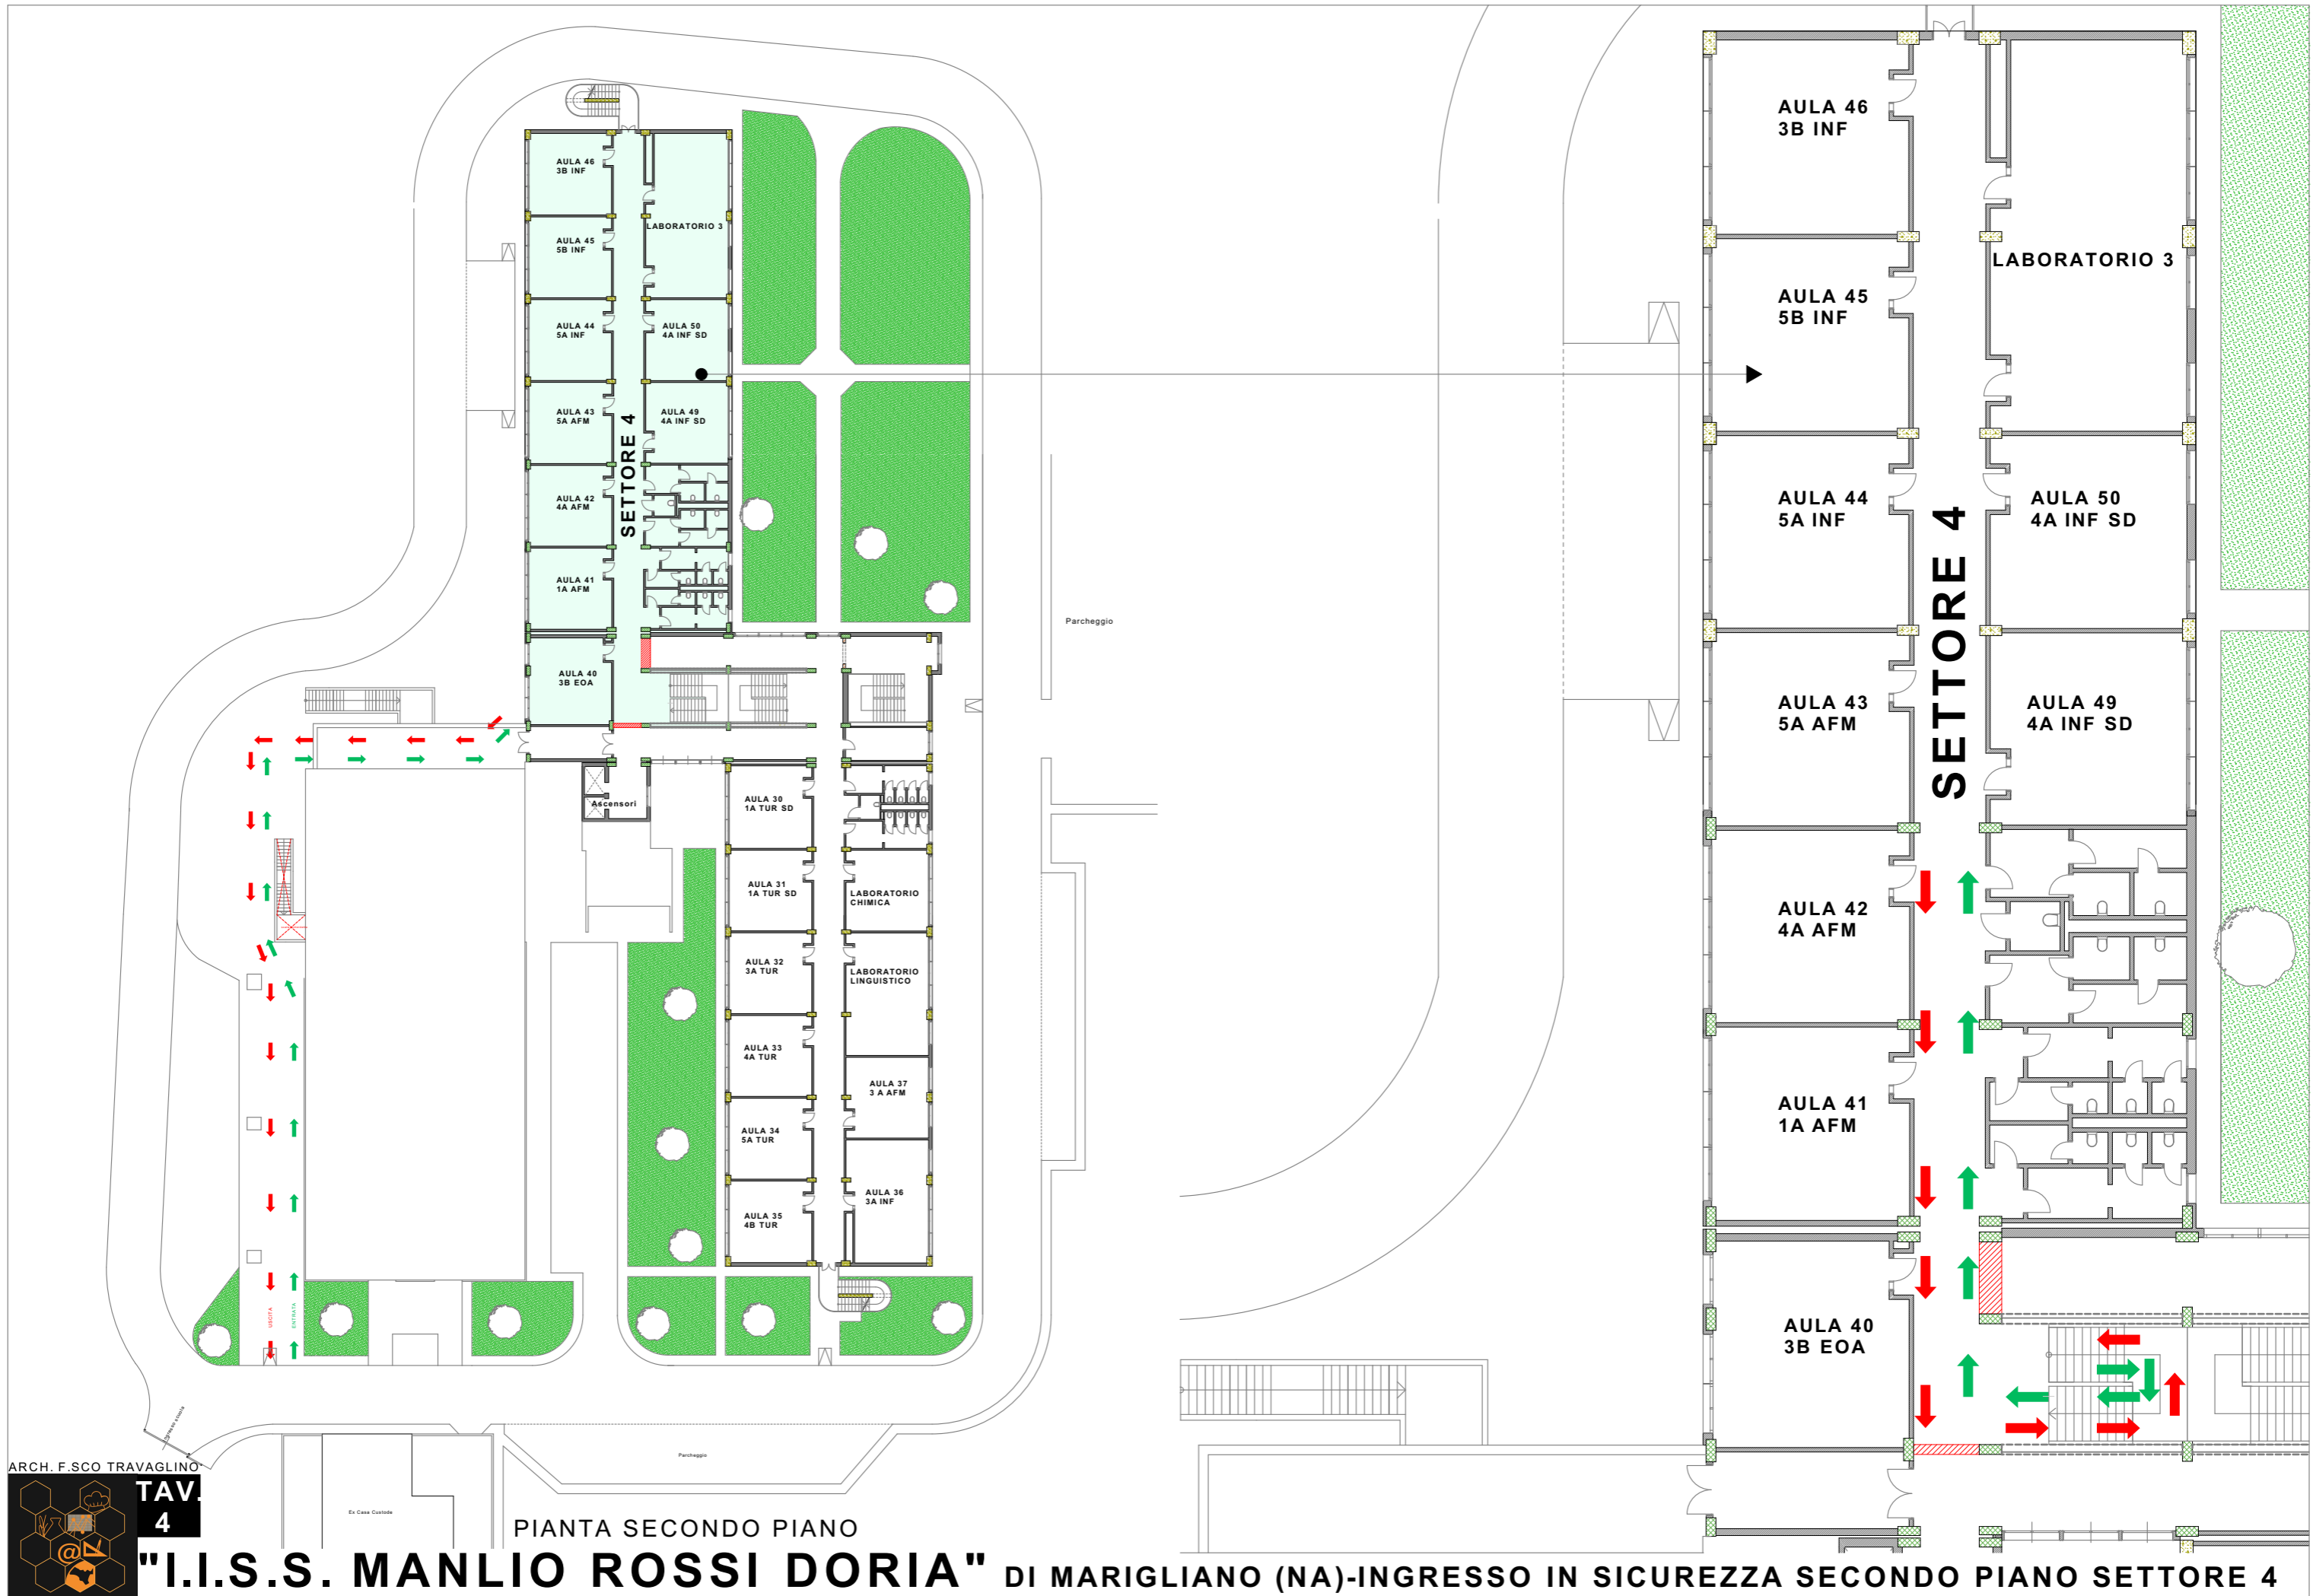 AULA 46
3B INF
AULA 45
5B INF
LABORATORIO 3
AULA 44
5A INF
AULA 50
4A INF SD
AULA 43
5A AFM
AULA 49
4A INF SD
SETTORE 4
AULA 42
4A AFM
AULA 41
1A AFM
AULA 40
3B EOA
Parcheggio
Ascensori
AULA 30
1A TUR SD
AULA 31
1A TUR SD
LABORATORIO
CHIMICA
AULA 32
3A TUR
LABORATORIO
LINGUISTICO
AULA 33
4A TUR
AULA 37
3 A AFM
AULA 34
5A TUR
AULA 36
3A INF
AULA 35
4B TUR
USCITA
ENTRATA
Parcheggio
Ex Casa Custode
AULA 46
3B INF
LABORATORIO 3
AULA 45
5B INF
AULA 44
5A INF
AULA 50
4A INF SD
SETTORE 4
AULA 43
5A AFM
AULA 49
4A INF SD
AULA 42
4A AFM
AULA 41
1A AFM
AULA 40
3B EOA
ARCH. F.SCO TRAVAGLINO
TAV.
4
@
PIANTA SECONDO PIANO
"I.I.S.S. MANLIO ROSSI DORIA" DI MARIGLIANO (NA)-INGRESSO IN SICUREZZA SECONDO PIANO SETTORE 4